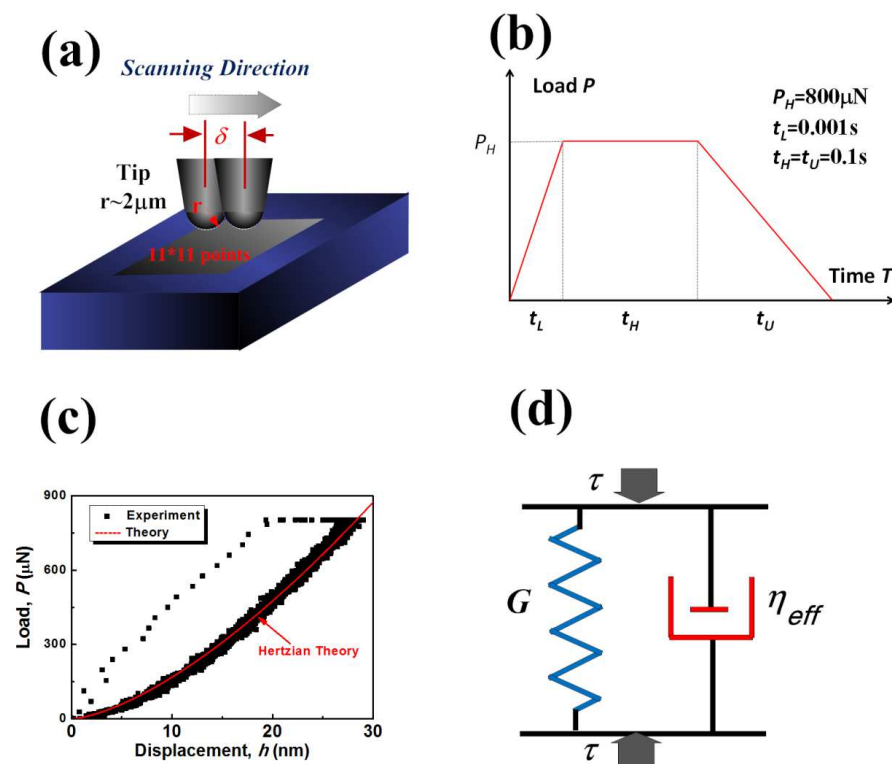 (a)
Scanning Direction
δ
Tip
r~2μm
r
11*11 points
(b)
Load P
P_H=800μN
t_L=0.001s
t_H=t_U=0.1s
P_H
Time T
t_L t_H t_U
(c)
900
600
300
0
Load, P (μN)
Experiment
Theory
Hertzian Theory
0 10 20 30
Displacement, h (nm)
(d)
τ
G
η_eff
τ